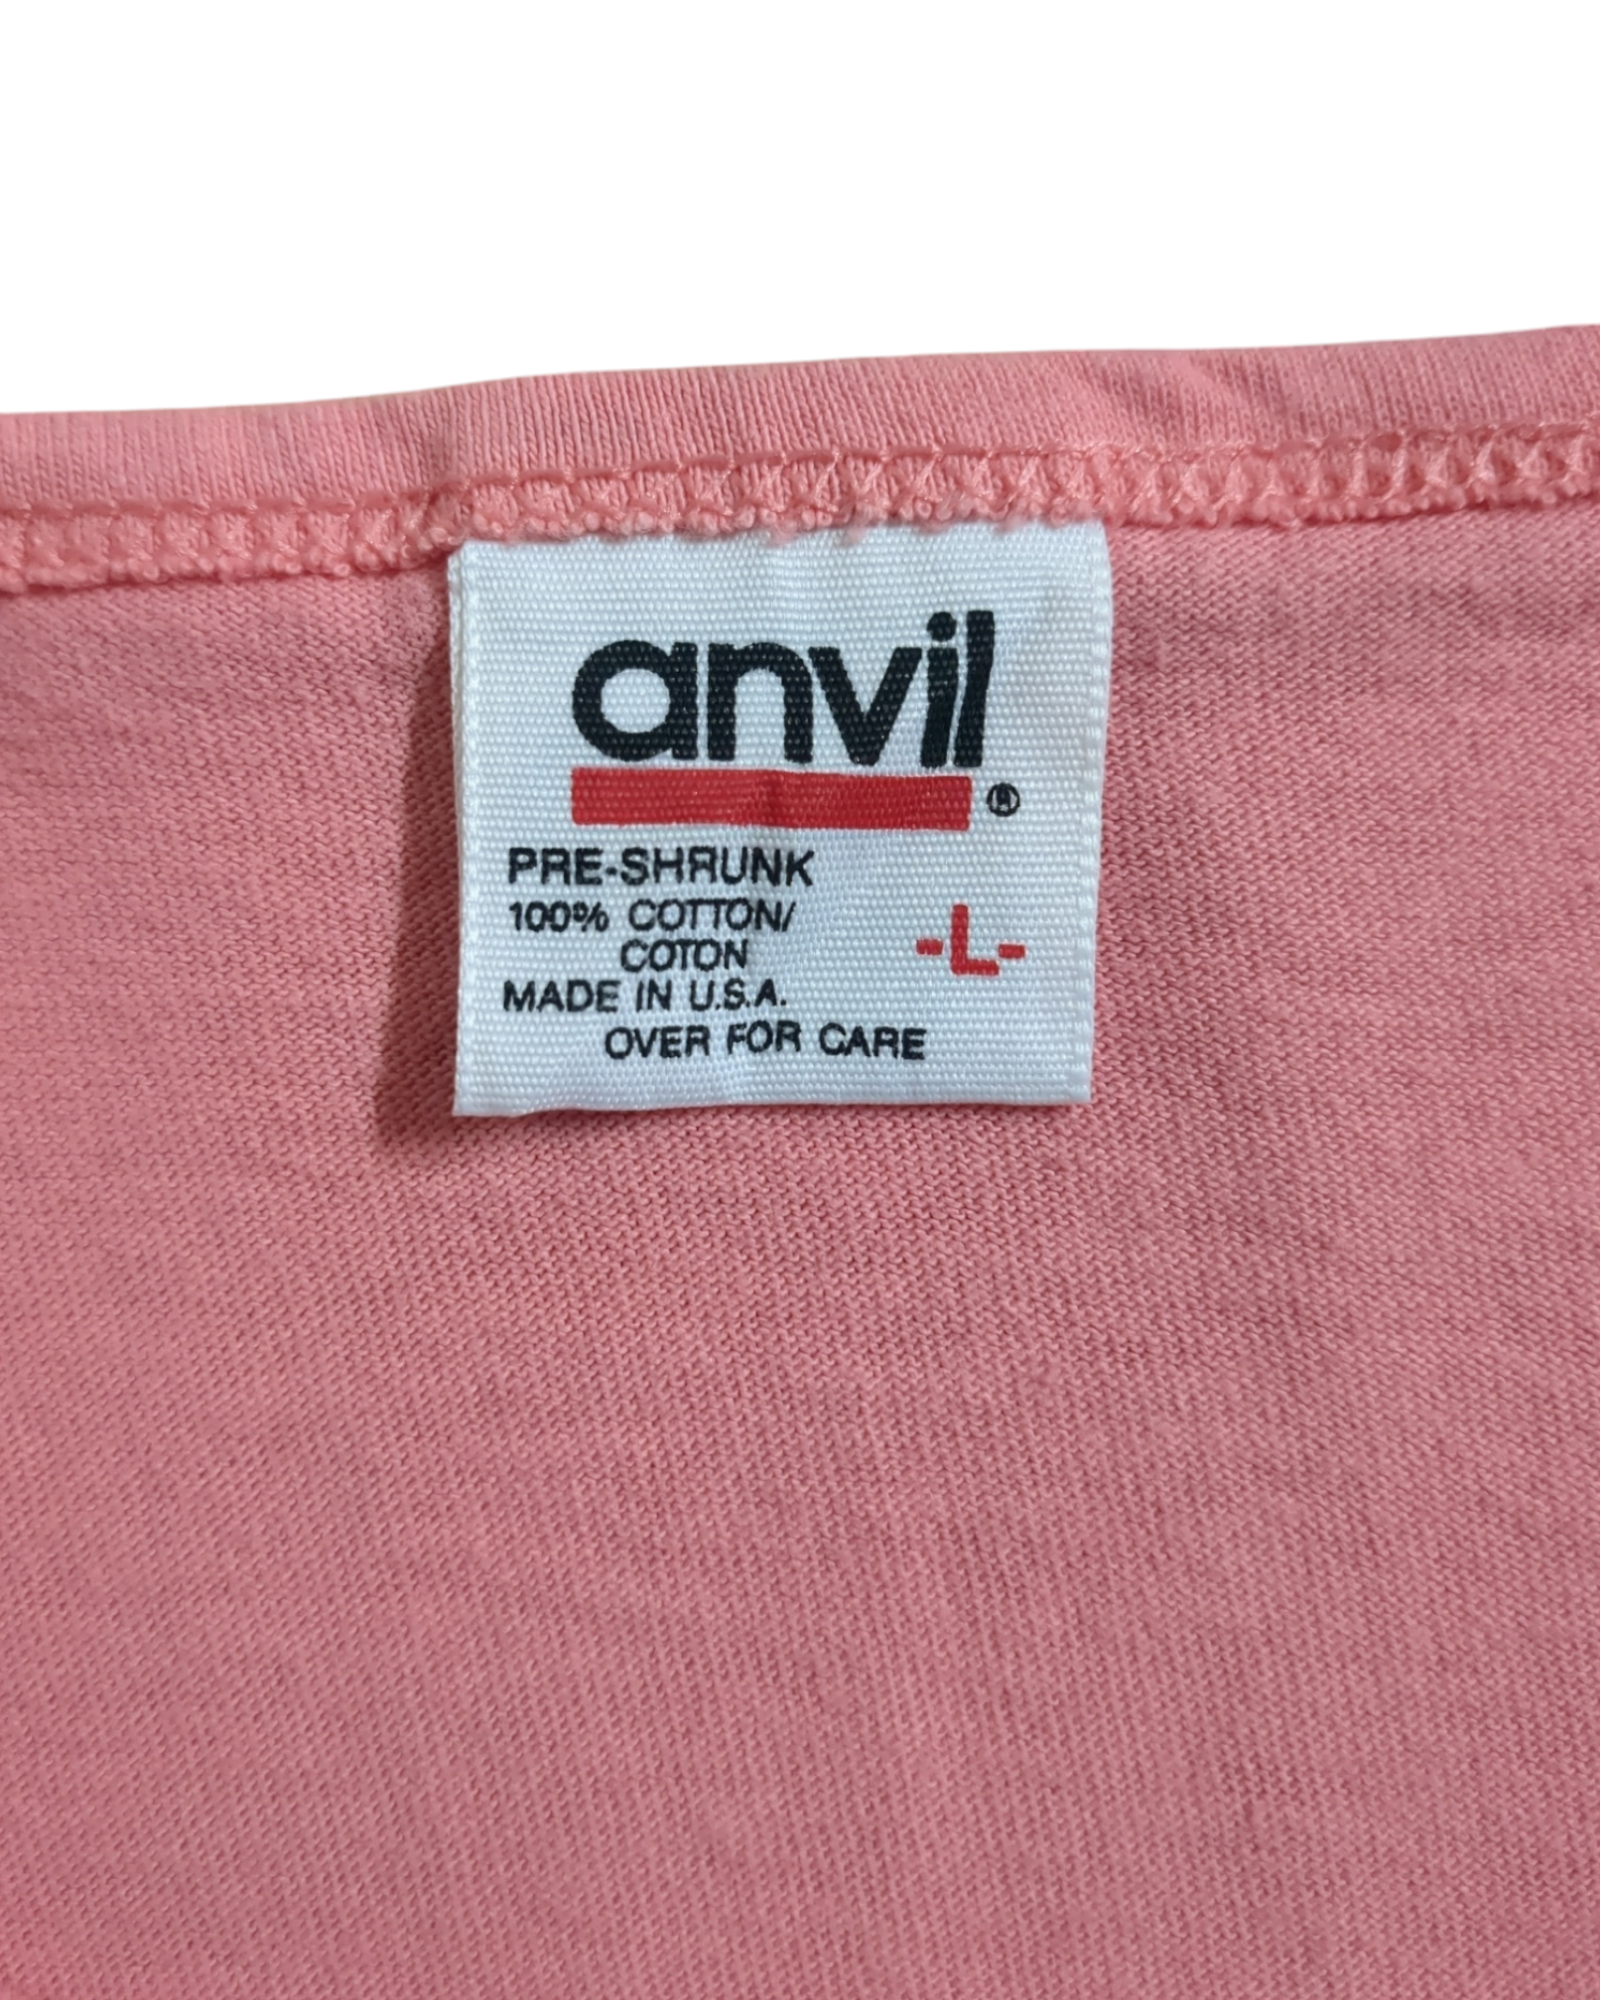 anvil
®
PRE-SHRUNK
100% COTTON/
COTON
-L-
MADE IN U.S.A.
OVER FOR CARE